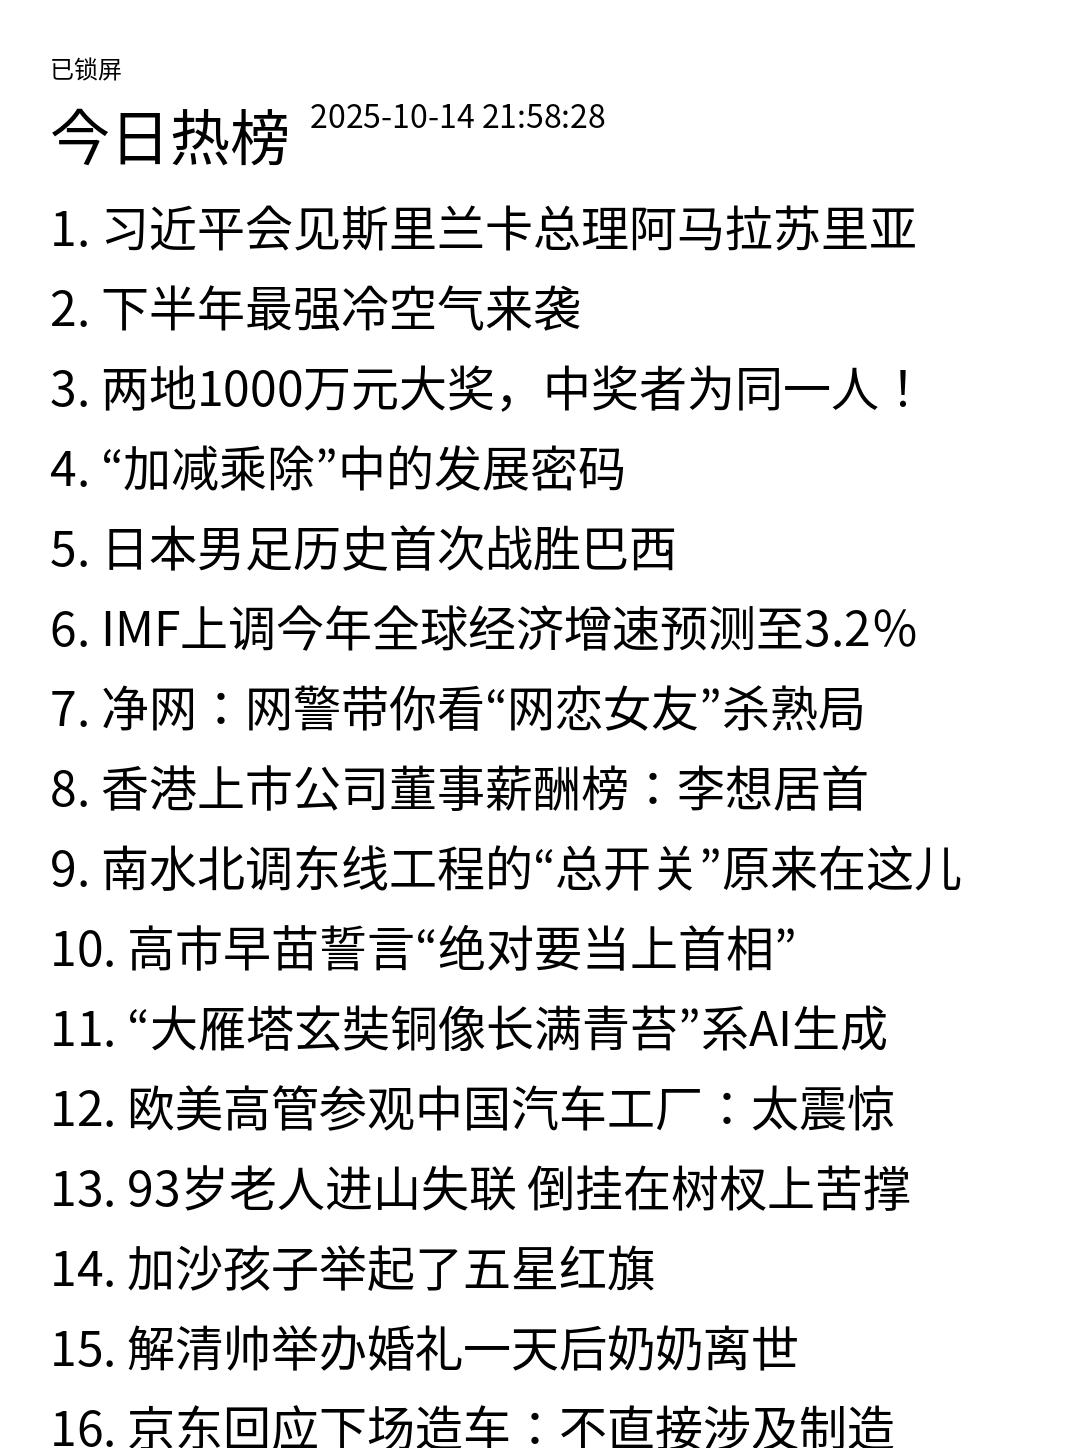 已锁屏
今日热榜 2025-10-14 21:58:28
1. 习近平会见斯里兰卡总理阿马拉苏里亚
2. 下半年最强冷空气来袭
3. 两地1000万元大奖，中奖者为同一人！
4. “加减乘除”中的发展密码
5. 日本男足历史首次战胜巴西
6. IMF上调今年全球经济增速预测至3.2%
7. 净网：网警带你看“网恋女友”杀熟局
8. 香港上市公司董事薪酬榜：李想居首
9. 南水北调东线工程的“总开关”原来在这儿
10. 高市早苗誓言“绝对要当上首相”
11. “大雁塔玄奘铜像长满青苔”系AI生成
12. 欧美高管参观中国汽车工厂：太震惊
13. 93岁老人进山失联 倒挂在树杈上苦撑
14. 加沙孩子举起了五星红旗
15. 解清帅举办婚礼一天后奶奶离世
16. 京东回应下场造车：不直接涉及制造